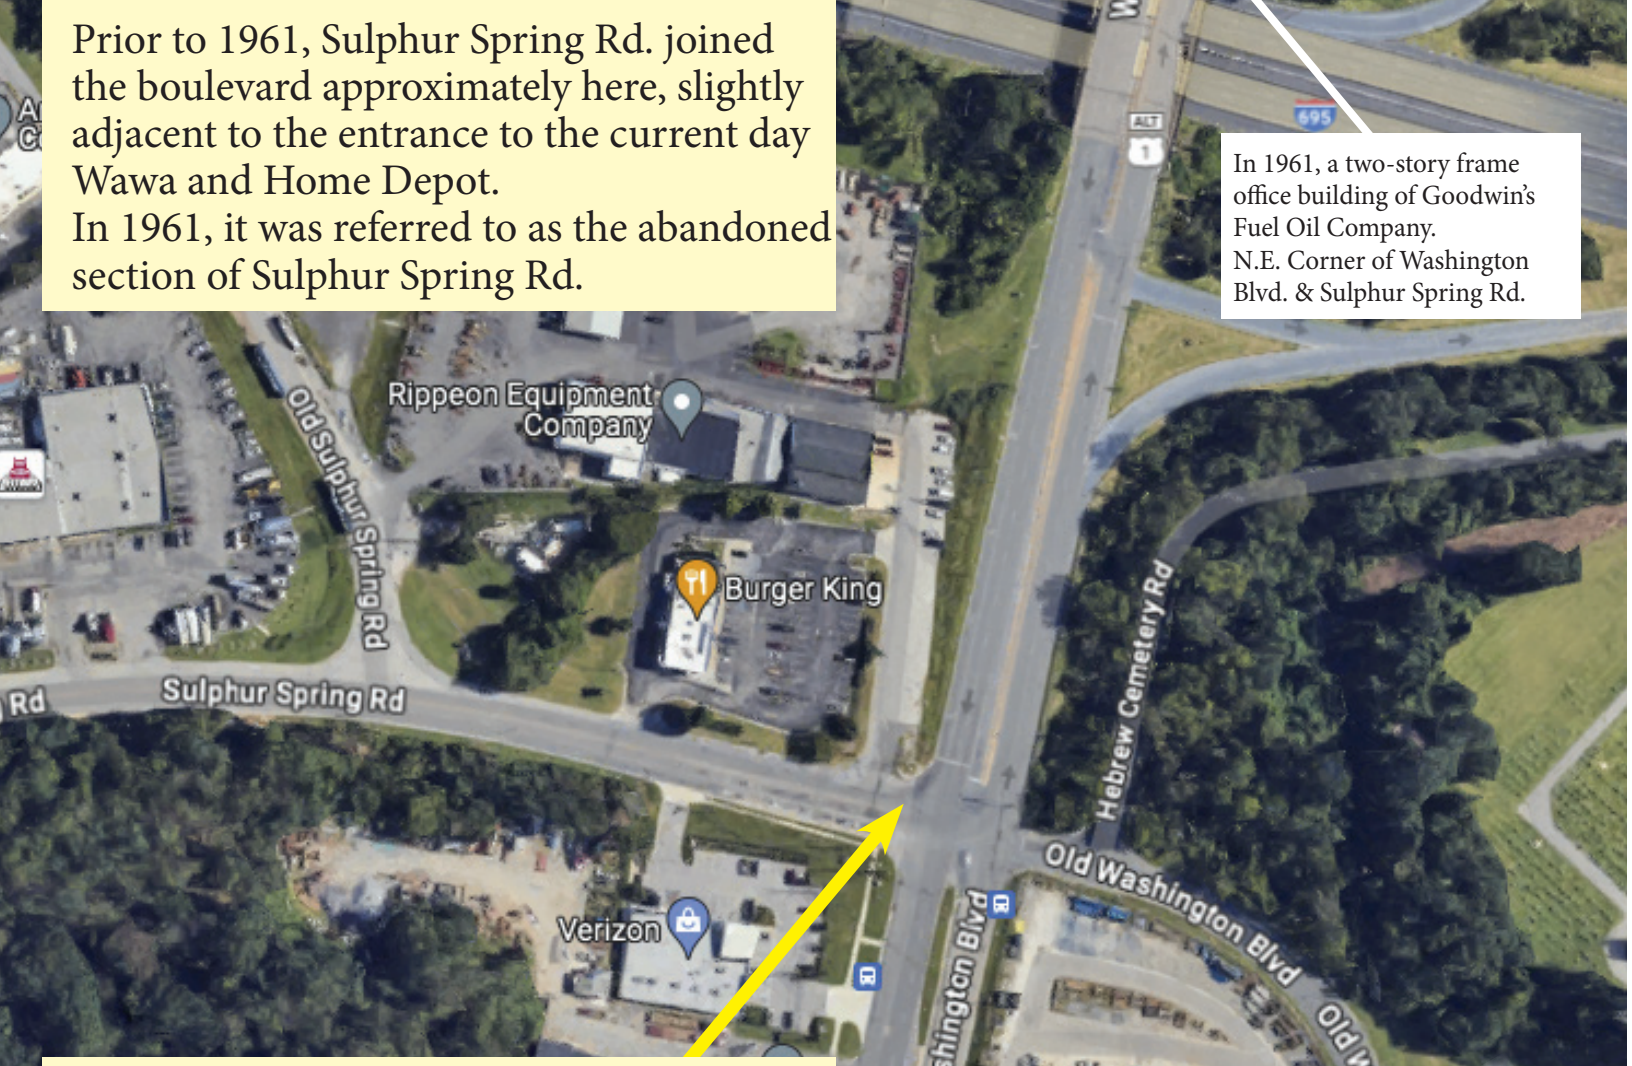 Prior to 1961, Sulphur Spring Rd. joined
the boulevard approximately here, slightly
adjacent to the entrance to the current day
Wawa and Home Depot.
In 1961, it was referred to as the abandoned
section of Sulphur Spring Rd.
695
ALT
1
In 1961, a two-story frame
office building of Goodwin’s
Fuel Oil Company.
N.E. Corner of Washington
Blvd. & Sulphur Spring Rd.
Rippeon Equipment
Company
Old Sulphur Spring Rd
Burger King
Hebrew Cemetery Rd
Rd
Sulphur Spring Rd
Old Washington Blvd
Verizon
shington Blvd
Old W